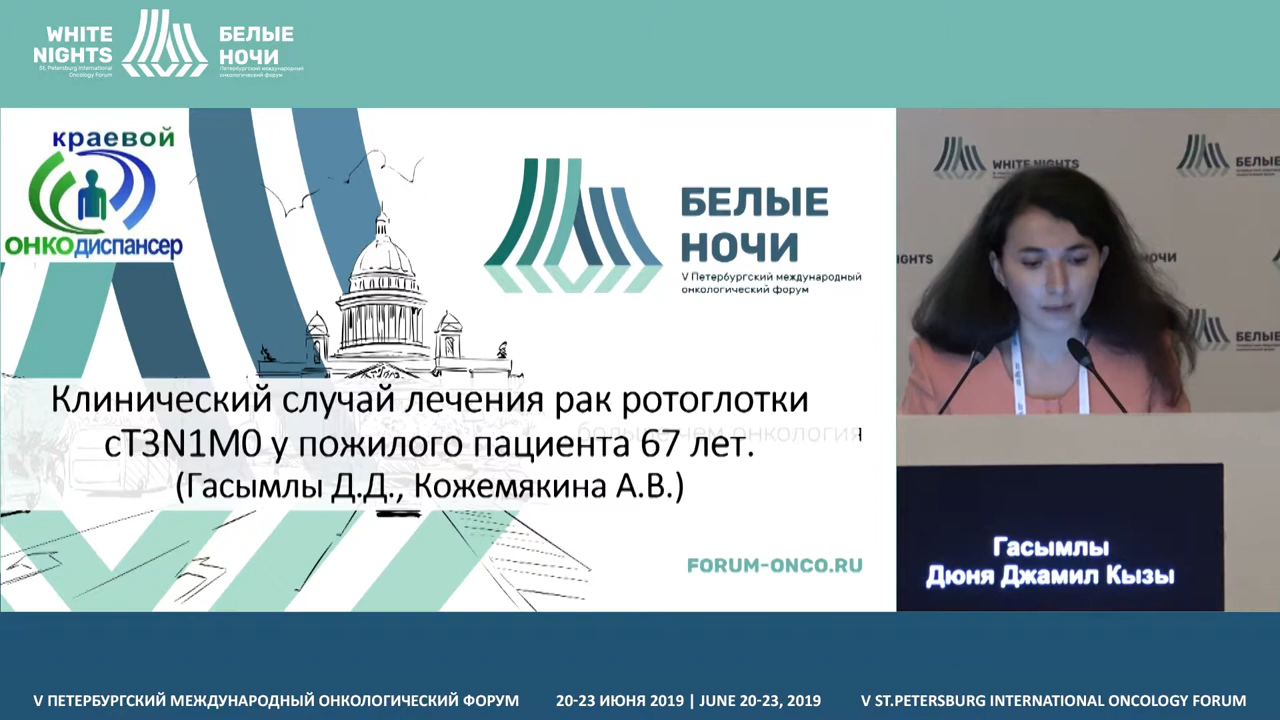 WHITE
NIGHTS
St. Petersburg International
Oncology Forum
БЕЛЫЕ
НОЧИ
Петербургский международный
онкологический форум
краевой
ОНКОдиспансер
БЕЛЫЕ
НОЧИ
V Петербургский международный
онкологический форум
Клинический случай лечения рак ротоглотки
cT3N1M0 у пожилого пациента 67 лет.
(Гасымлы Д.Д., Кожемякина А.В.)
больше чем онкология
FORUM-ONCO.RU
WHITE NIGHTS
БЕЛЫЕ
NIGHTS
НОЧИ
БЕЛЫЕ
Гасымлы
Дюня Джамил Кызы
V ПЕТЕРБУРГСКИЙ МЕЖДУНАРОДНЫЙ ОНКОЛОГИЧЕСКИЙ ФОРУМ
20-23 ИЮНЯ 2019 | JUNE 20-23, 2019
V ST.PETERSBURG INTERNATIONAL ONCOLOGY FORUM